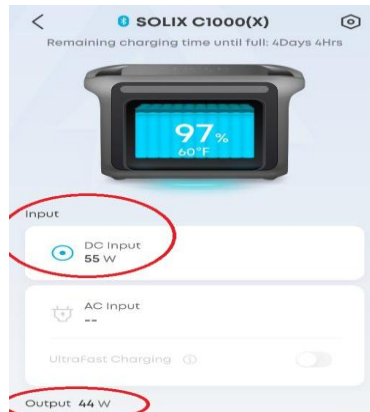 SOLIX C1000(X)
Remaining charging time until full: 4Days 4Hrs
97%
60°F
Input
DC Input
55 W
AC Input
--
UltraFast Charging
Output 44 W